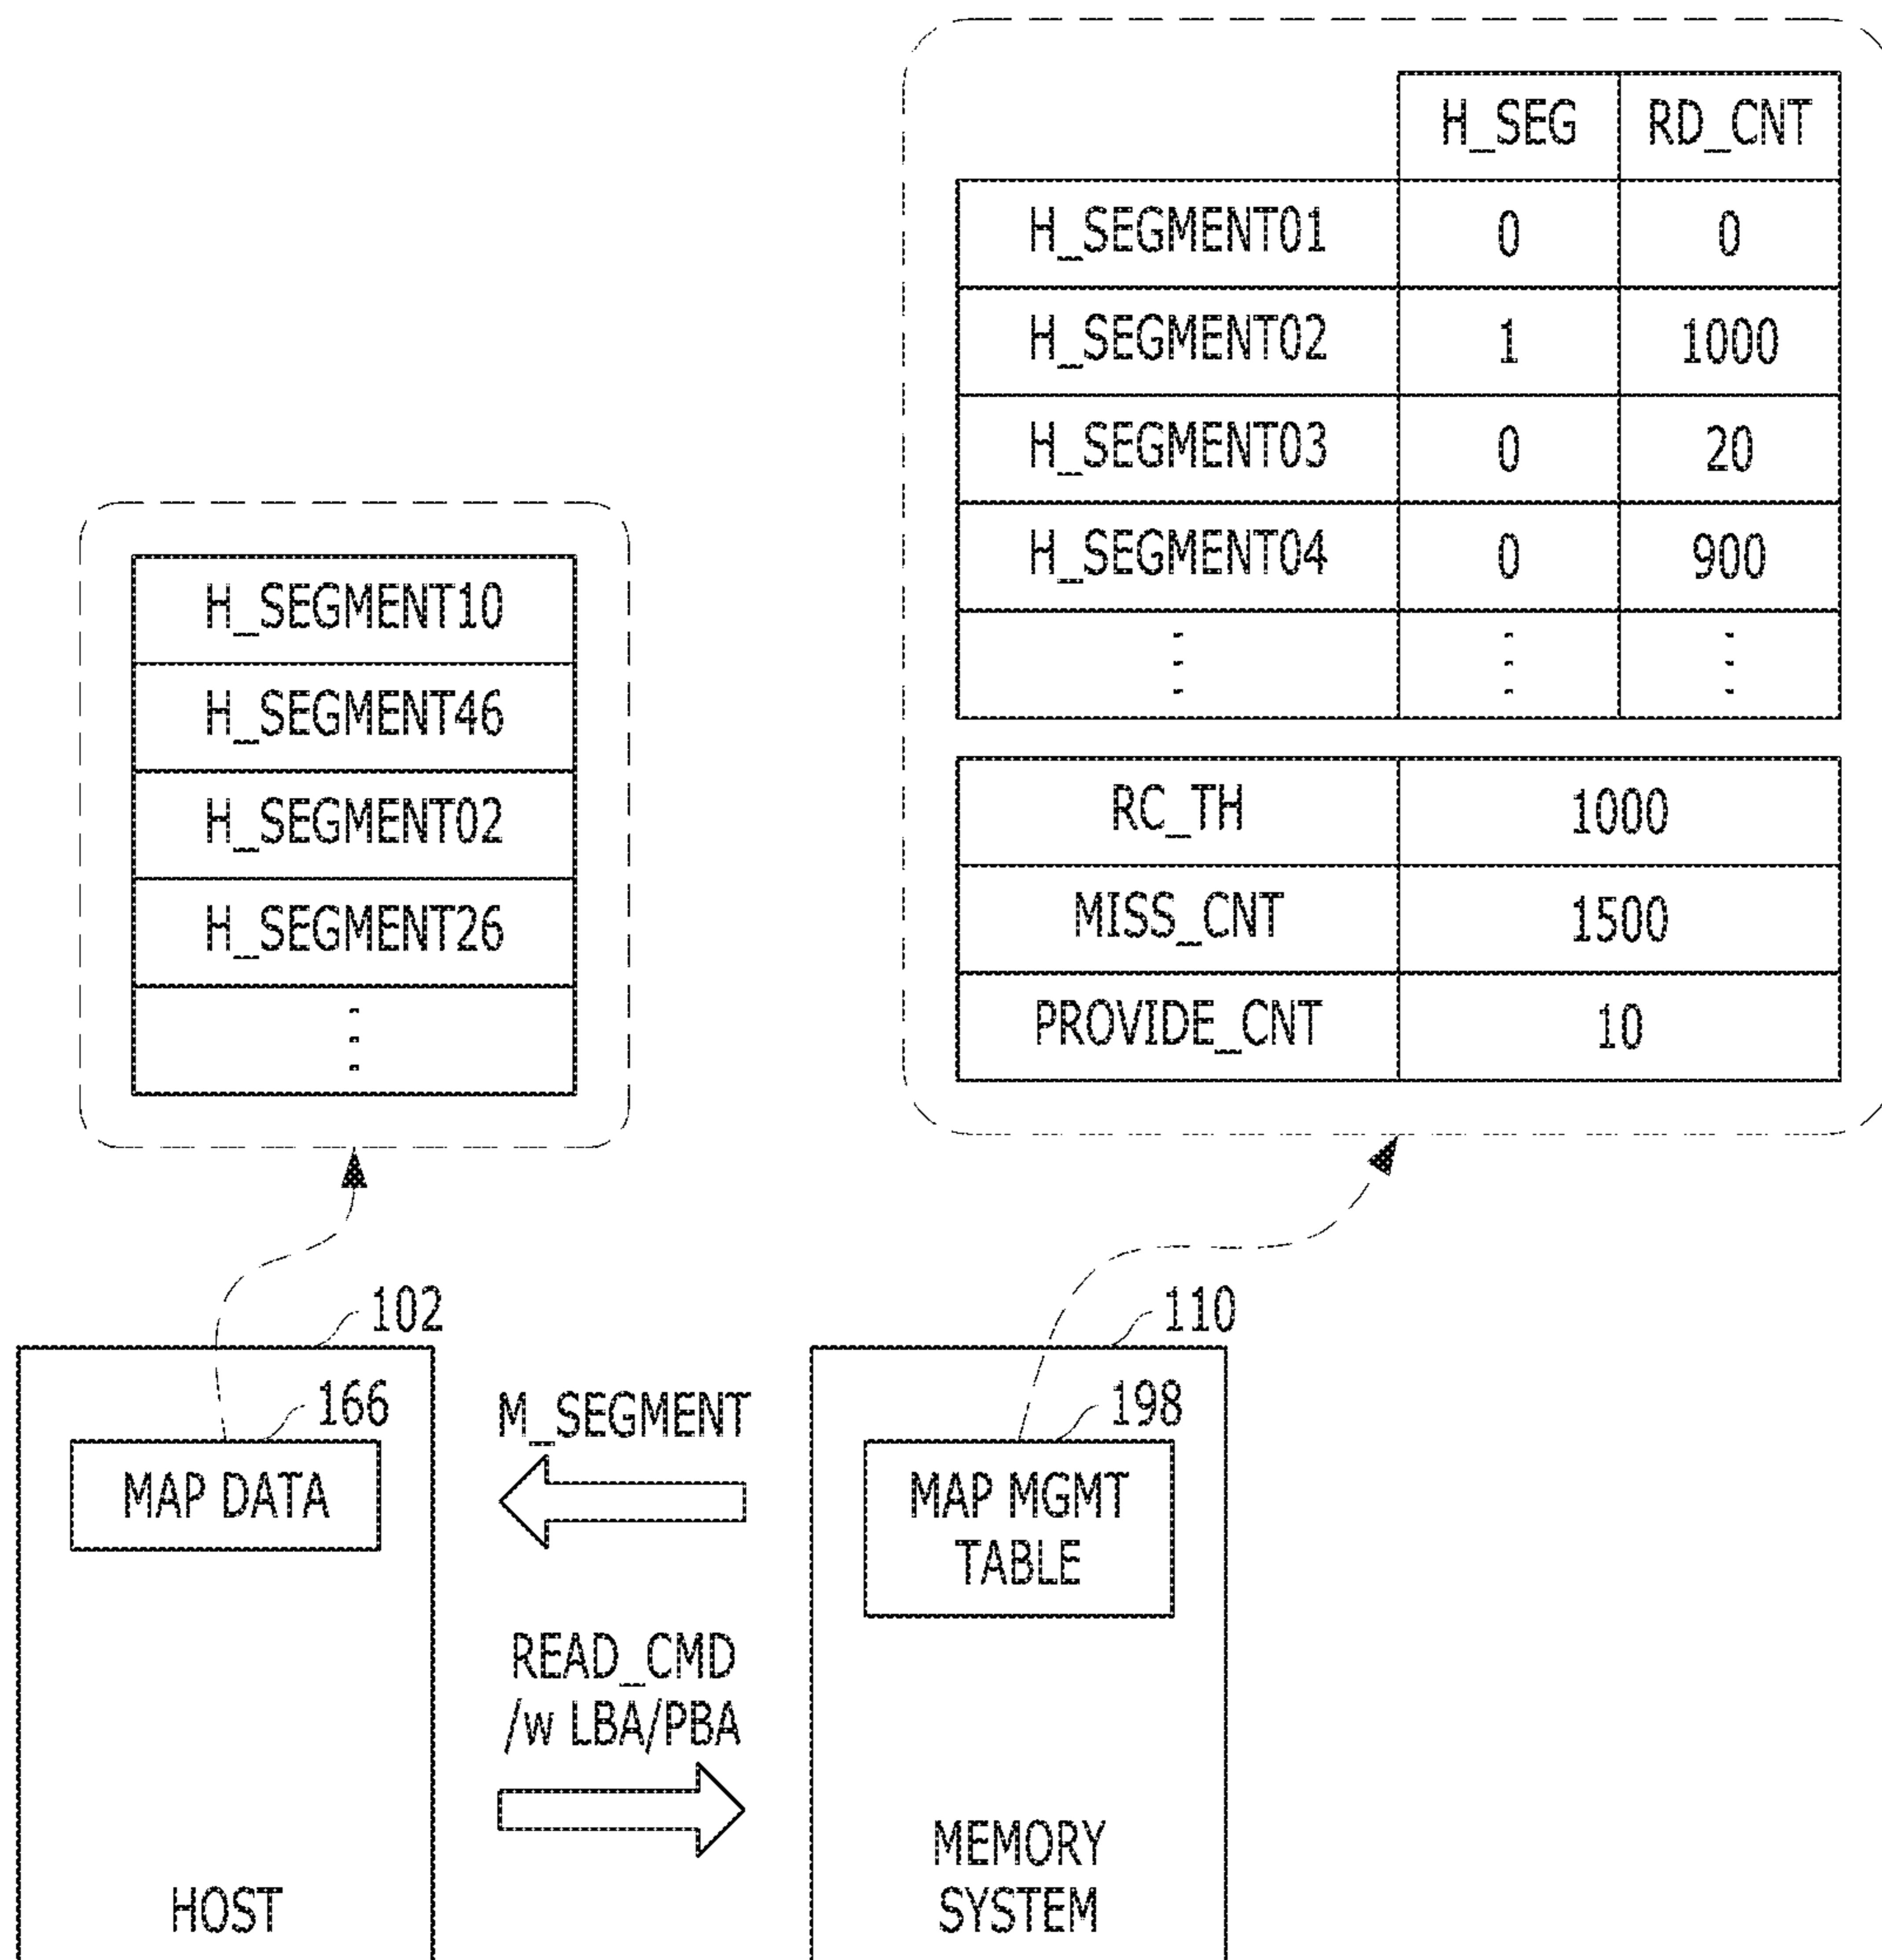 H_SEG RD_CNT
H_SEGMENT01 0 0
H_SEGMENT02 1 1000
H_SEGMENT03 0 20
H_SEGMENT04 0 900
⋮ ⋮ ⋮
RC_TH 1000
MISS_CNT 1500
PROVIDE_CNT 10
H_SEGMENT10
H_SEGMENT46
H_SEGMENT02
H_SEGMENT26
⋮
102
166
MAP DATA
HOST
M_SEGMENT
READ_CMD
/w LBA/PBA
110
198
MAP MGMT
TABLE
MEMORY
SYSTEM